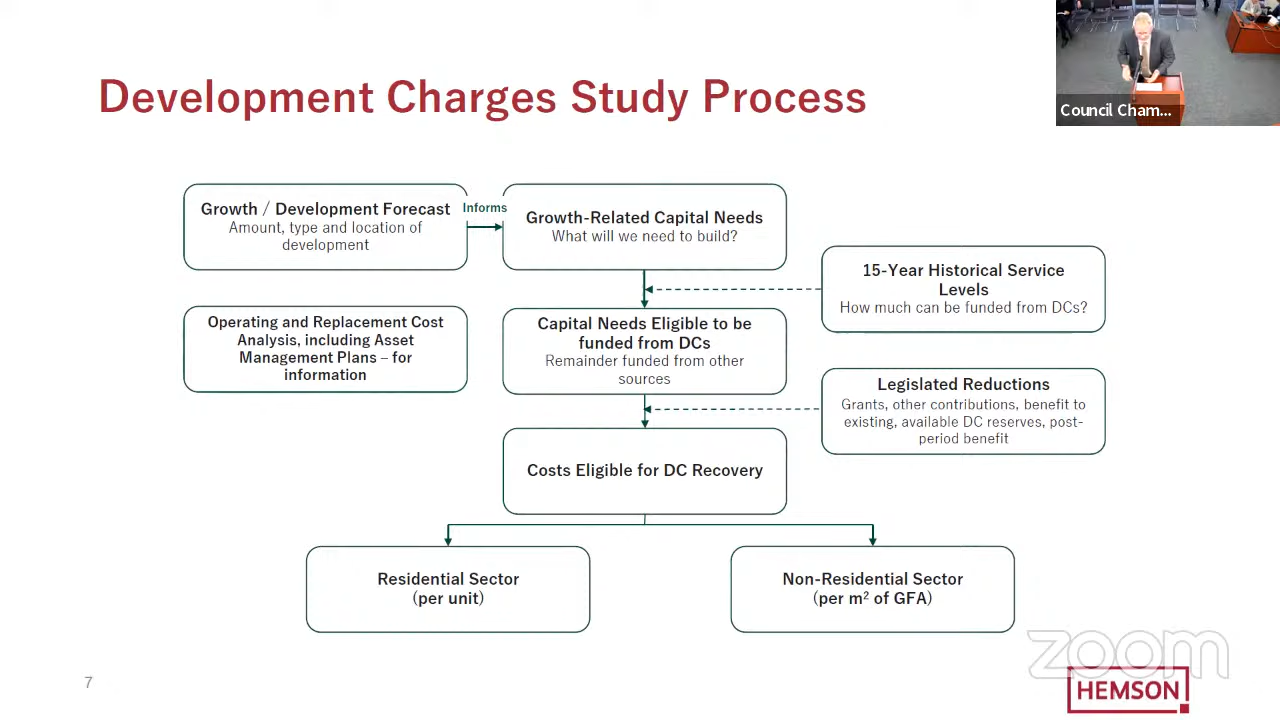 Development Charges Study Process
Council Cham...
Growth / Development Forecast
Amount, type and location of
development
Informs
Growth-Related Capital Needs
What will we need to build?
15-Year Historical Service
Levels
How much can be funded from DCs?
Operating and Replacement Cost
Analysis, including Asset
Management Plans – for
information
Capital Needs Eligible to be
funded from DCs
Remainder funded from other
sources
Legislated Reductions
Grants, other contributions, benefit to
existing, available DC reserves, post-
period benefit
Costs Eligible for DC Recovery
Residential Sector
(per unit)
Non-Residential Sector
(per m² of GFA)
zoom
7
HEMSON